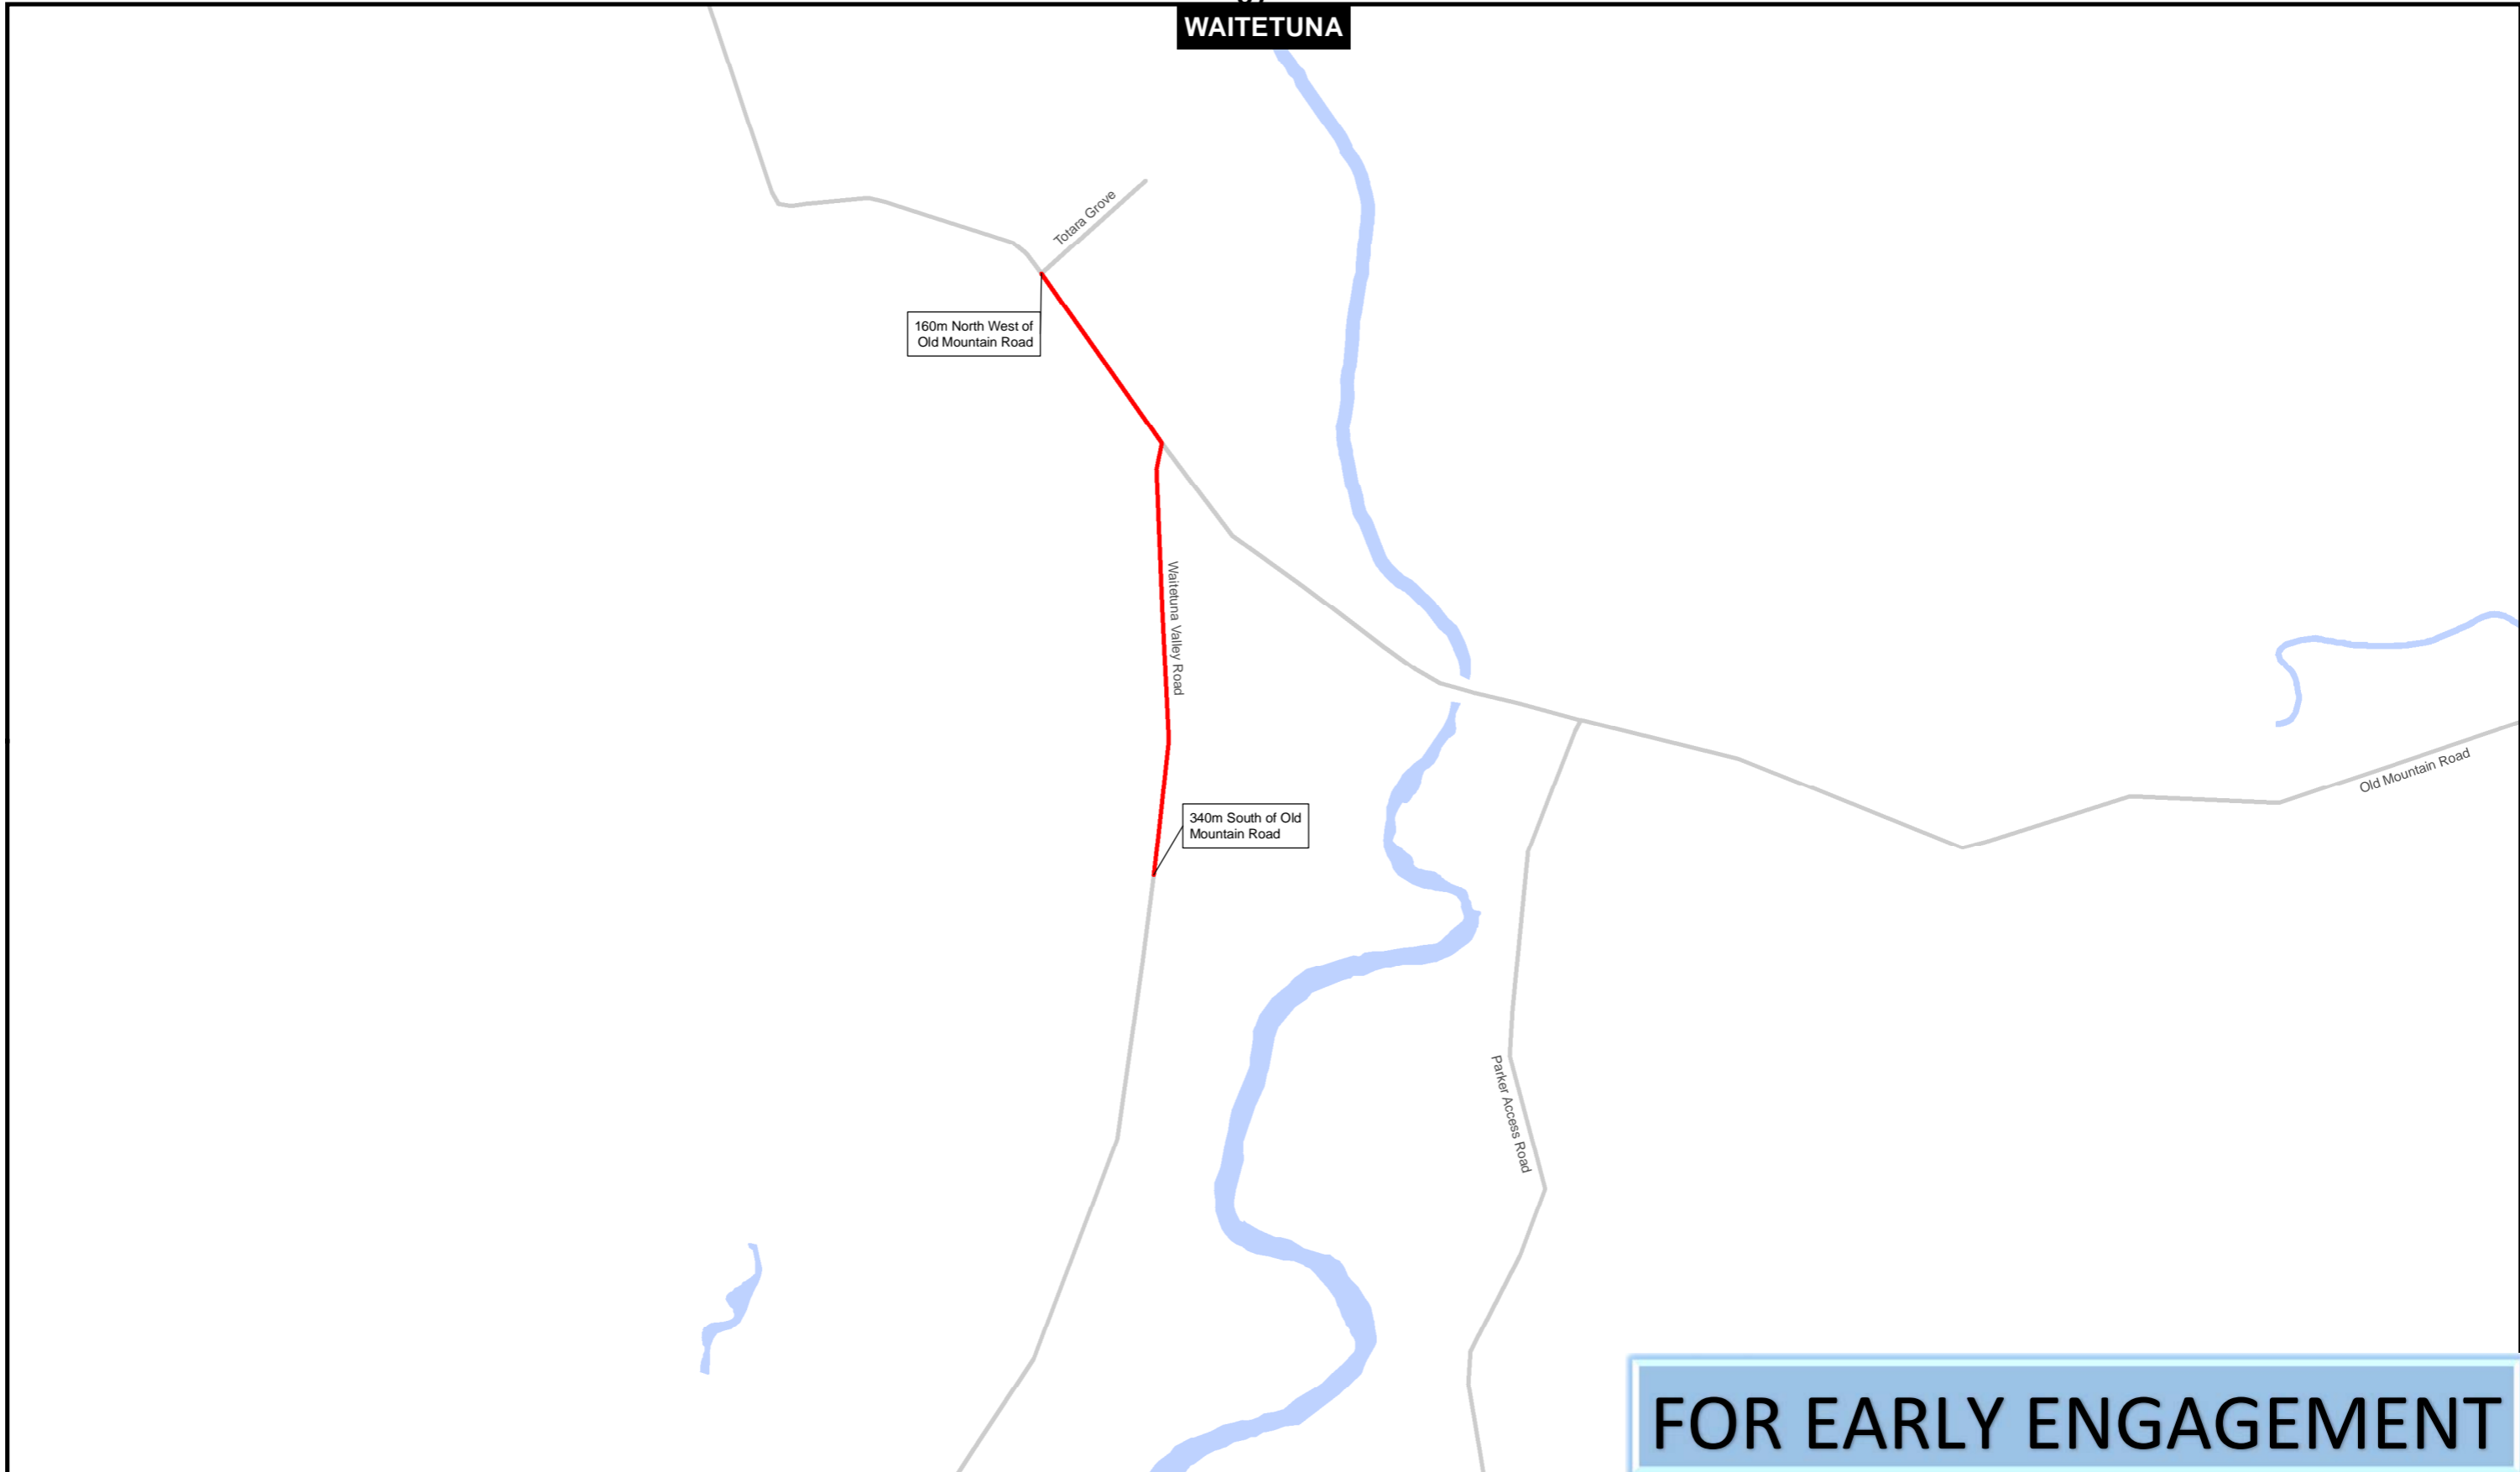 WAITETUNA
Totara Grove
160m North West of
Old Mountain Road
Waitetuna Valley Road
Old Mountain Road
340m South of Old
Mountain Road
Parker Access Road
FOR EARLY ENGAGEMENT